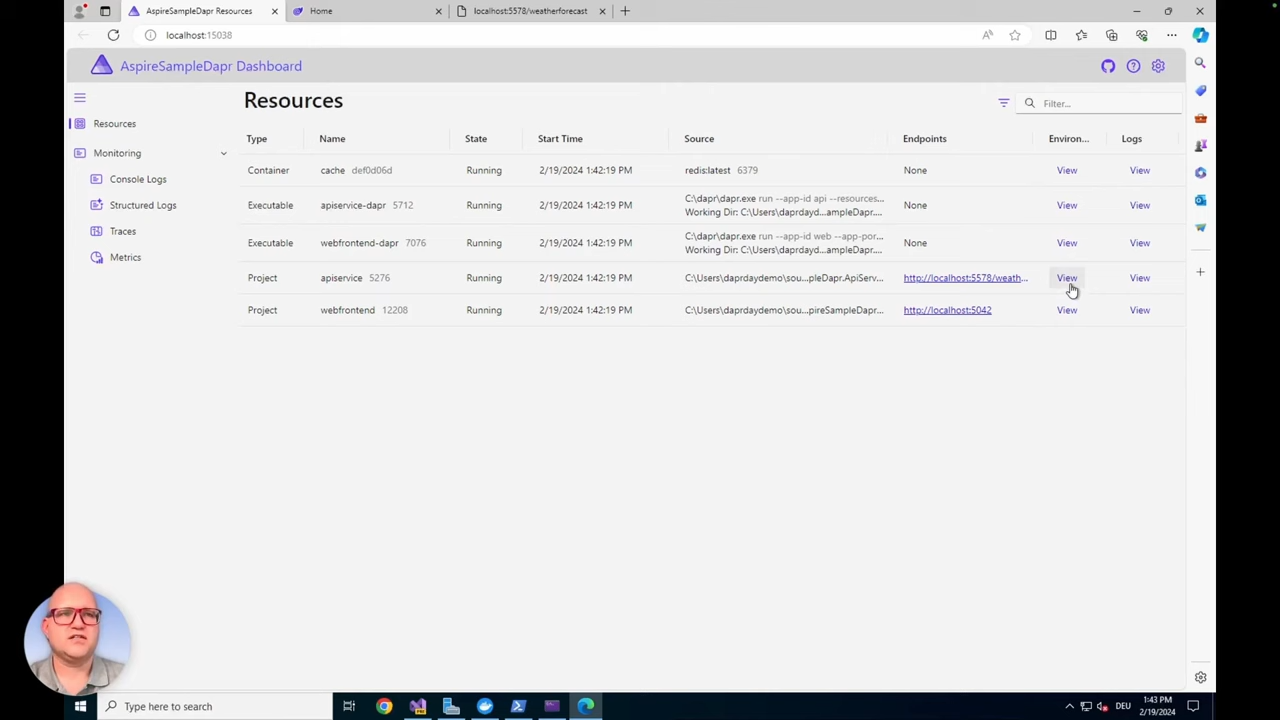 AspireSampleDapr Resources
Home
localhost:5578/weatherforecast
localhost:15038
AspireSampleDapr Dashboard
Resources
Filter...
Resources
Monitoring
Console Logs
Structured Logs
Traces
Metrics
Type Name State Start Time Source Endpoints Environ... Logs
Container cache def0d06d Running 2/19/2024 1:42:19 PM redis:latest 6379 None View View
Executable apiservice-dapr 5712 Running 2/19/2024 1:42:19 PM C:\dapr\dapr.exe run --app-id api --resources... None View View
Working Dir: C:\Users\daprdayd...ampleDapr....
Executable webfrontend-dapr 7076 Running 2/19/2024 1:42:19 PM C:\dapr\dapr.exe run --app-id web --app-por... None View View
Working Dir: C:\Users\daprdayd...ampleDapr....
Project apiservice 5276 Running 2/19/2024 1:42:19 PM C:\Users\daprdaydemo\sou...pleDapr.ApiServ... http://localhost:5578/weath... View View
Project webfrontend 12208 Running 2/19/2024 1:42:19 PM C:\Users\daprdaydemo\sou...pireSampleDapr... http://localhost:5042 View View
Type here to search
DEU
1:43 PM
2/19/2024